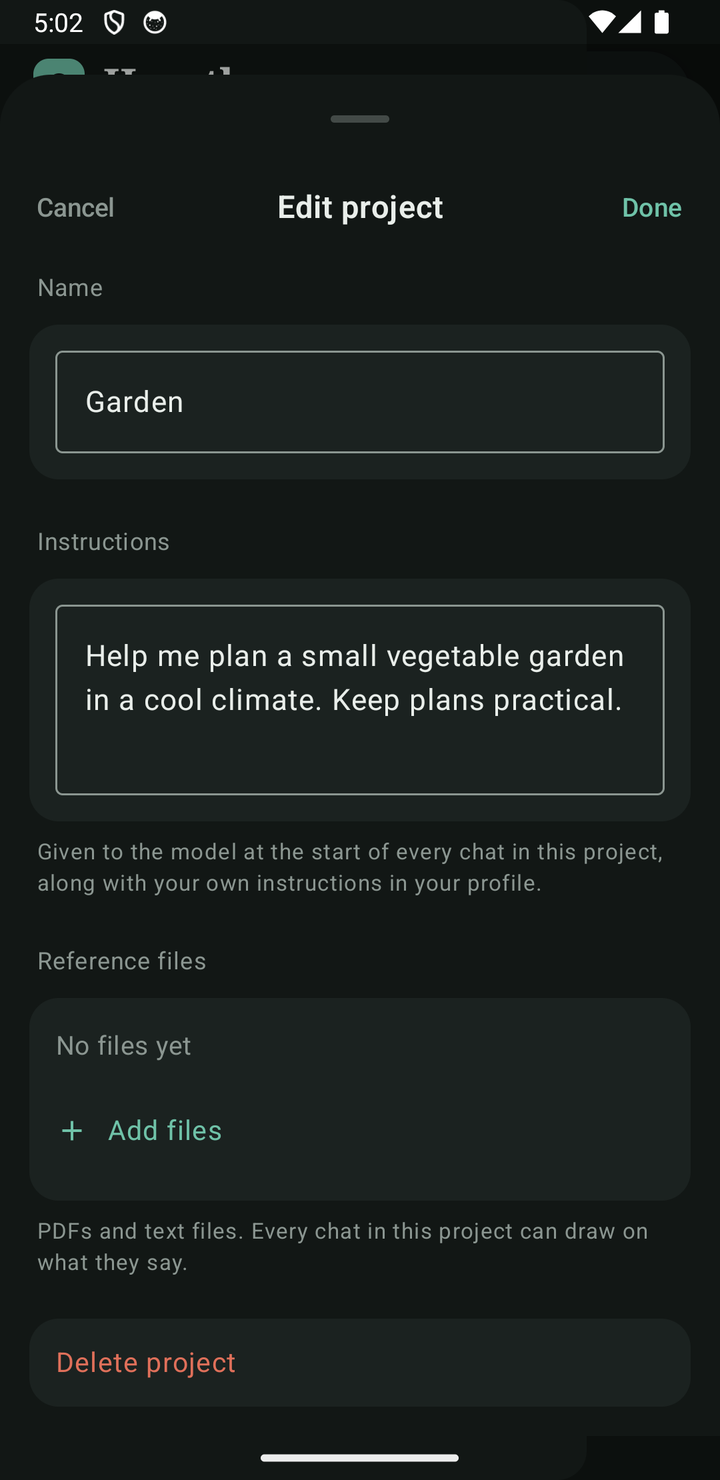 5:02
Cancel
Edit project
Done
Name
Garden
Instructions
Help me plan a small vegetable garden
in a cool climate. Keep plans practical.
Given to the model at the start of every chat in this project,
along with your own instructions in your profile.
Reference files
No files yet
+ Add files
PDFs and text files. Every chat in this project can draw on
what they say.
Delete project